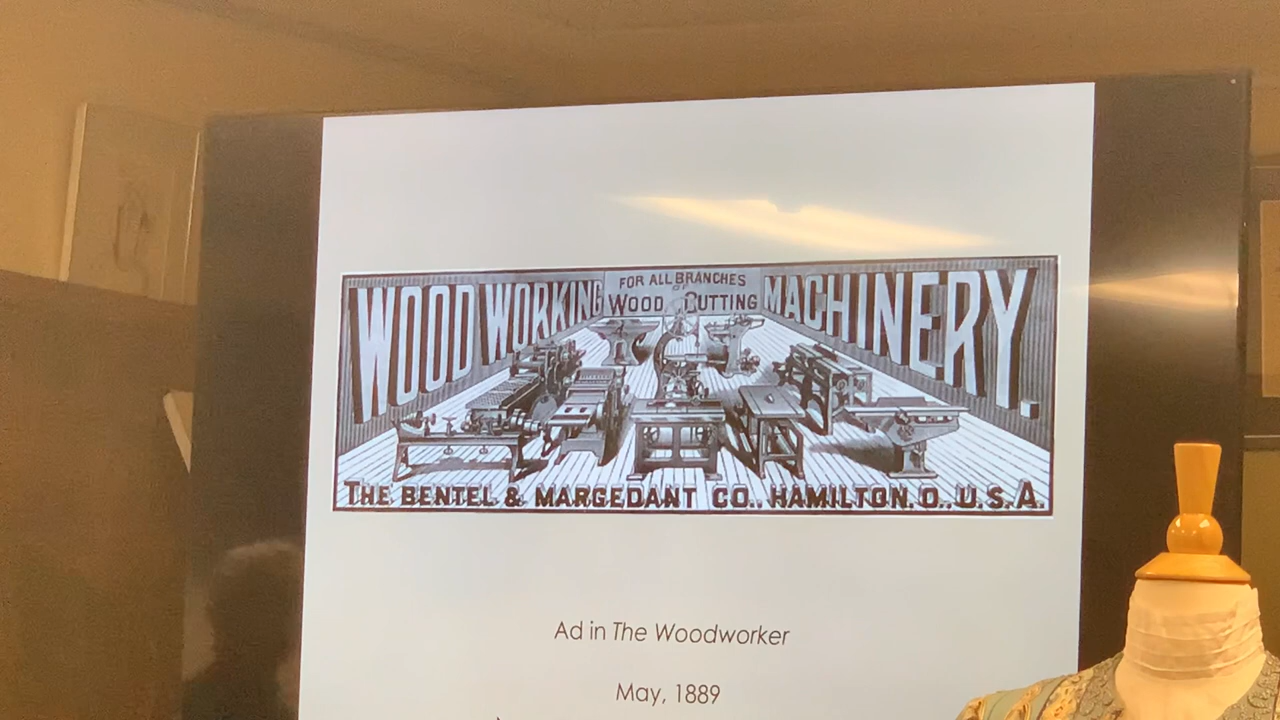 WOOD WORKING FOR ALL BRANCHES MACHINERY.
OF
WOOD CUTTING
THE BENTEL & MARGEDANT CO., HAMILTON, O., U.S.A.
Ad in The Woodworker
May, 1889